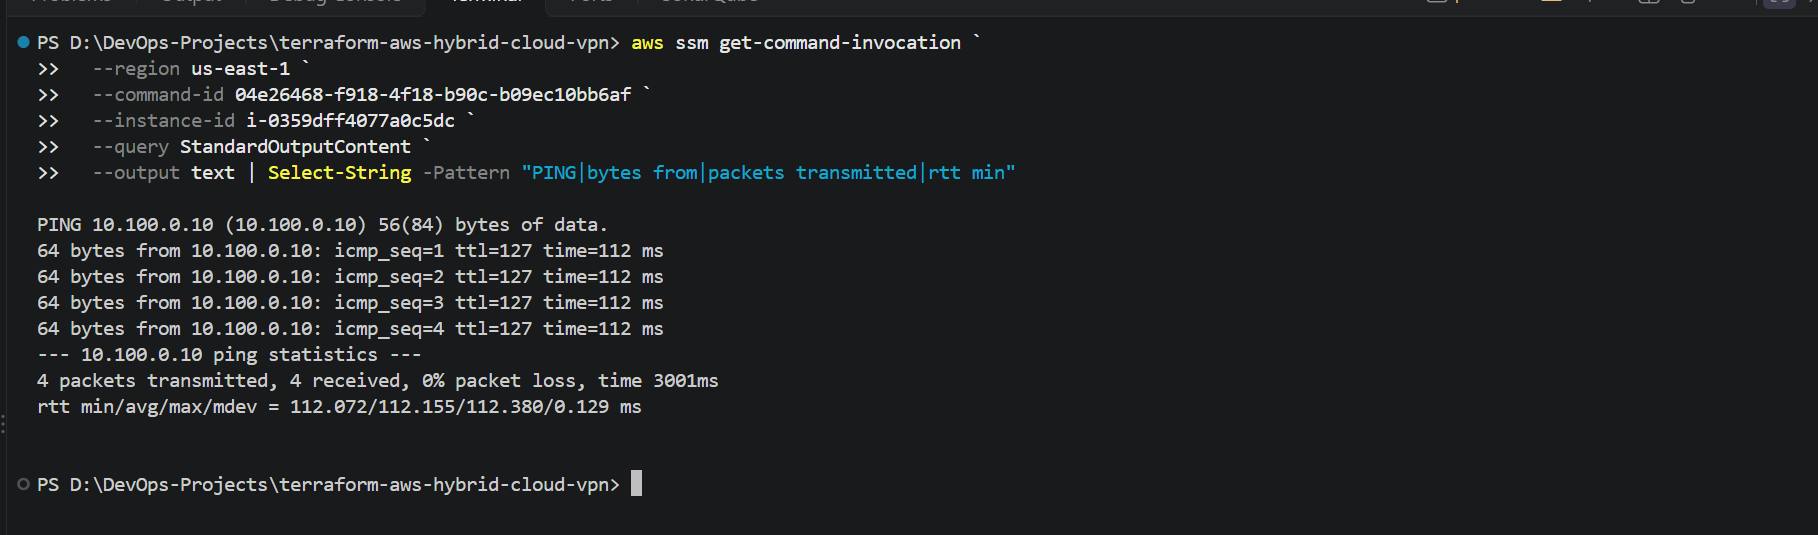 Problems Output Debug Console Terminal Ports SonarQube
PS D:\DevOps-Projects\terraform-aws-hybrid-cloud-vpn> aws ssm get-command-invocation `
>> --region us-east-1 `
>> --command-id 04e26468-f918-4f18-b90c-b09ec10bb6af `
>> --instance-id i-0359dff4077a0c5dc `
>> --query StandardOutputContent `
>> --output text | Select-String -Pattern "PING|bytes from|packets transmitted|rtt min"
PING 10.100.0.10 (10.100.0.10) 56(84) bytes of data.
64 bytes from 10.100.0.10: icmp_seq=1 ttl=127 time=112 ms
64 bytes from 10.100.0.10: icmp_seq=2 ttl=127 time=112 ms
64 bytes from 10.100.0.10: icmp_seq=3 ttl=127 time=112 ms
64 bytes from 10.100.0.10: icmp_seq=4 ttl=127 time=112 ms
--- 10.100.0.10 ping statistics ---
4 packets transmitted, 4 received, 0% packet loss, time 3001ms
rtt min/avg/max/mdev = 112.072/112.155/112.380/0.129 ms
PS D:\DevOps-Projects\terraform-aws-hybrid-cloud-vpn>